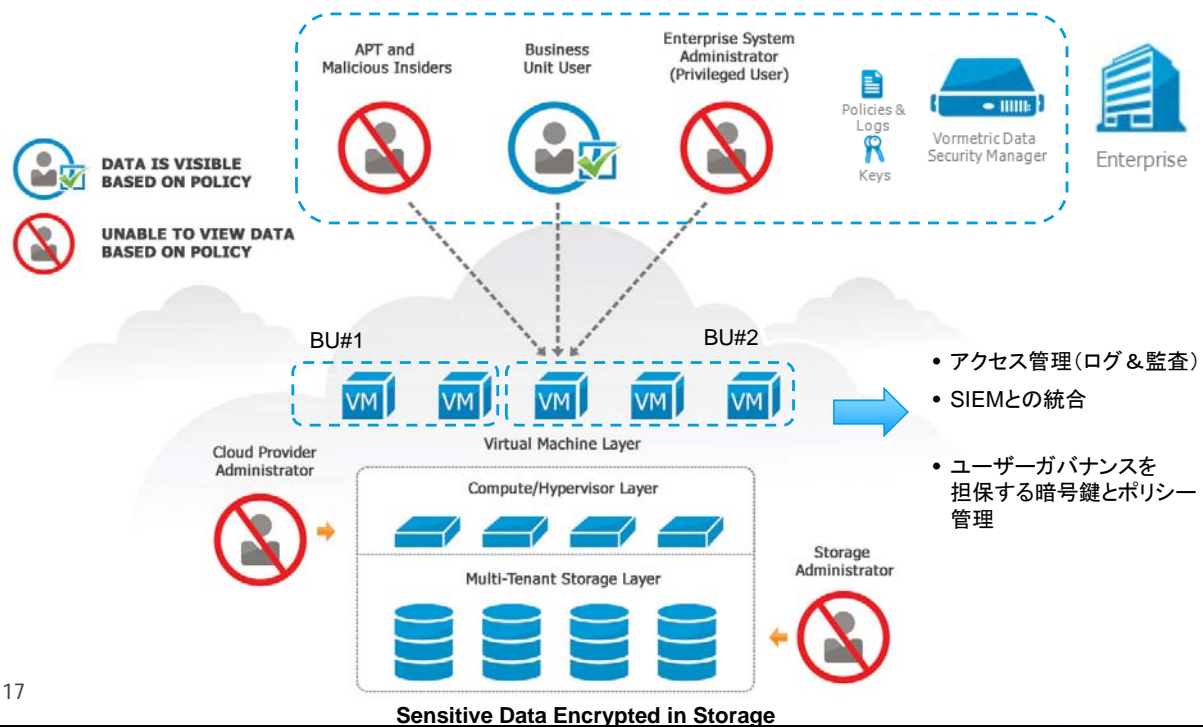 APT and
Malicious Insiders
Business
Unit User
Enterprise System
Administrator
(Privileged User)
Policies &
Logs
Keys
Vormetric Data
Security Manager
Enterprise
DATA IS VISIBLE
BASED ON POLICY
UNABLE TO VIEW DATA
BASED ON POLICY
BU#1
BU#2
VM
VM
VM
VM
VM
Virtual Machine Layer
• アクセス管理(ログ＆監査)
• SIEMとの統合
• ユーザーガバナンスを
担保する暗号鍵とポリシー
管理
Cloud Provider
Administrator
Compute/Hypervisor Layer
Multi-Tenant Storage Layer
Storage
Administrator
17
Sensitive Data Encrypted in Storage